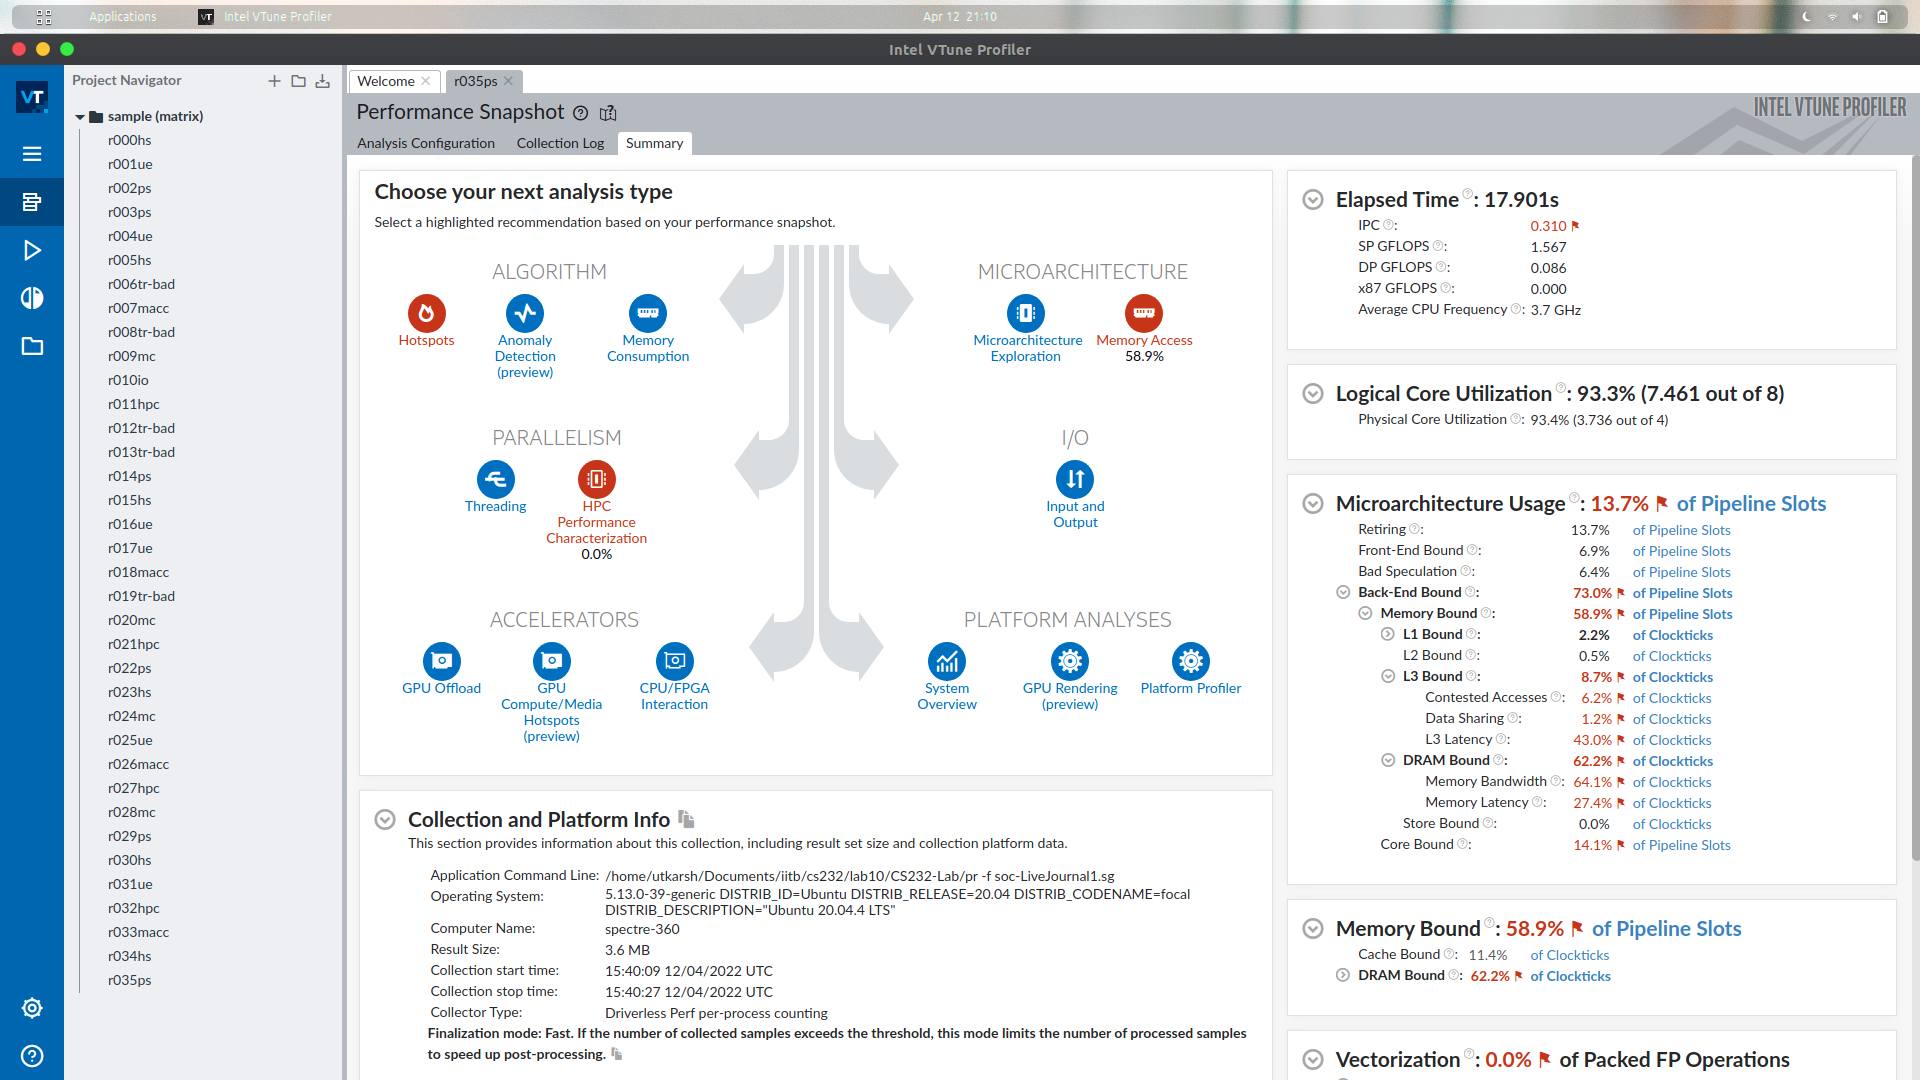 Applications
VT
Intel VTune Profiler
Apr 12 21:10
Intel VTune Profiler
VT
Project Navigator
sample (matrix)
r000hs
r001ue
r002ps
r003ps
r004ue
r005hs
r006tr-bad
r007macc
r008tr-bad
r009mc
r010io
r011hpc
r012tr-bad
r013tr-bad
r014ps
r015hs
r016ue
r017ue
r018macc
r019tr-bad
r020mc
r021hpc
r022ps
r023hs
r024mc
r025ue
r026macc
r027hpc
r028mc
r029ps
r030hs
r031ue
r032hpc
r033macc
r034hs
r035ps
Welcome
r035ps
Performance Snapshot
INTEL VTUNE PROFILER
Analysis Configuration
Collection Log
Summary
Choose your next analysis type
Select a highlighted recommendation based on your performance snapshot.
ALGORITHM
Hotspots
Anomaly
Detection
(preview)
Memory
Consumption
MICROARCHITECTURE
Microarchitecture
Exploration
Memory Access
58.9%
PARALLELISM
Threading
HPC
Performance
Characterization
0.0%
I/O
Input and
Output
ACCELERATORS
GPU Offload
GPU
Compute/Media
Hotspots
(preview)
CPU/FPGA
Interaction
PLATFORM ANALYSES
System
Overview
GPU Rendering
(preview)
Platform Profiler
Collection and Platform Info
This section provides information about this collection, including result set size and collection platform data.
Application Command Line: /home/utkarsh/Documents/iitb/cs232/lab10/CS232-Lab/pr -f soc-LiveJournal1.sg
Operating System: 5.13.0-39-generic DISTRIB_ID=Ubuntu DISTRIB_RELEASE=20.04 DISTRIB_CODENAME=focal
DISTRIB_DESCRIPTION="Ubuntu 20.04.4 LTS"
Computer Name: spectre-360
Result Size: 3.6 MB
Collection start time: 15:40:09 12/04/2022 UTC
Collection stop time: 15:40:27 12/04/2022 UTC
Collector Type: Driverless Perf per-process counting
Finalization mode: Fast. If the number of collected samples exceeds the threshold, this mode limits the number of processed samples
to speed up post-processing.
Elapsed Time: 17.901s
IPC: 0.310
SP GFLOPS: 1.567
DP GFLOPS: 0.086
x87 GFLOPS: 0.000
Average CPU Frequency: 3.7 GHz
Logical Core Utilization: 93.3% (7.461 out of 8)
Physical Core Utilization: 93.4% (3.736 out of 4)
Microarchitecture Usage: 13.7% of Pipeline Slots
Retiring: 13.7% of Pipeline Slots
Front-End Bound: 6.9% of Pipeline Slots
Bad Speculation: 6.4% of Pipeline Slots
Back-End Bound: 73.0% of Pipeline Slots
Memory Bound: 58.9% of Pipeline Slots
L1 Bound: 2.2% of Clockticks
L2 Bound: 0.5% of Clockticks
L3 Bound: 8.7% of Clockticks
Contested Accesses: 6.2% of Clockticks
Data Sharing: 1.2% of Clockticks
L3 Latency: 43.0% of Clockticks
DRAM Bound: 62.2% of Clockticks
Memory Bandwidth: 64.1% of Clockticks
Memory Latency: 27.4% of Clockticks
Store Bound: 0.0% of Clockticks
Core Bound: 14.1% of Pipeline Slots
Memory Bound: 58.9% of Pipeline Slots
Cache Bound: 11.4% of Clockticks
DRAM Bound: 62.2% of Clockticks
Vectorization: 0.0% of Packed FP Operations